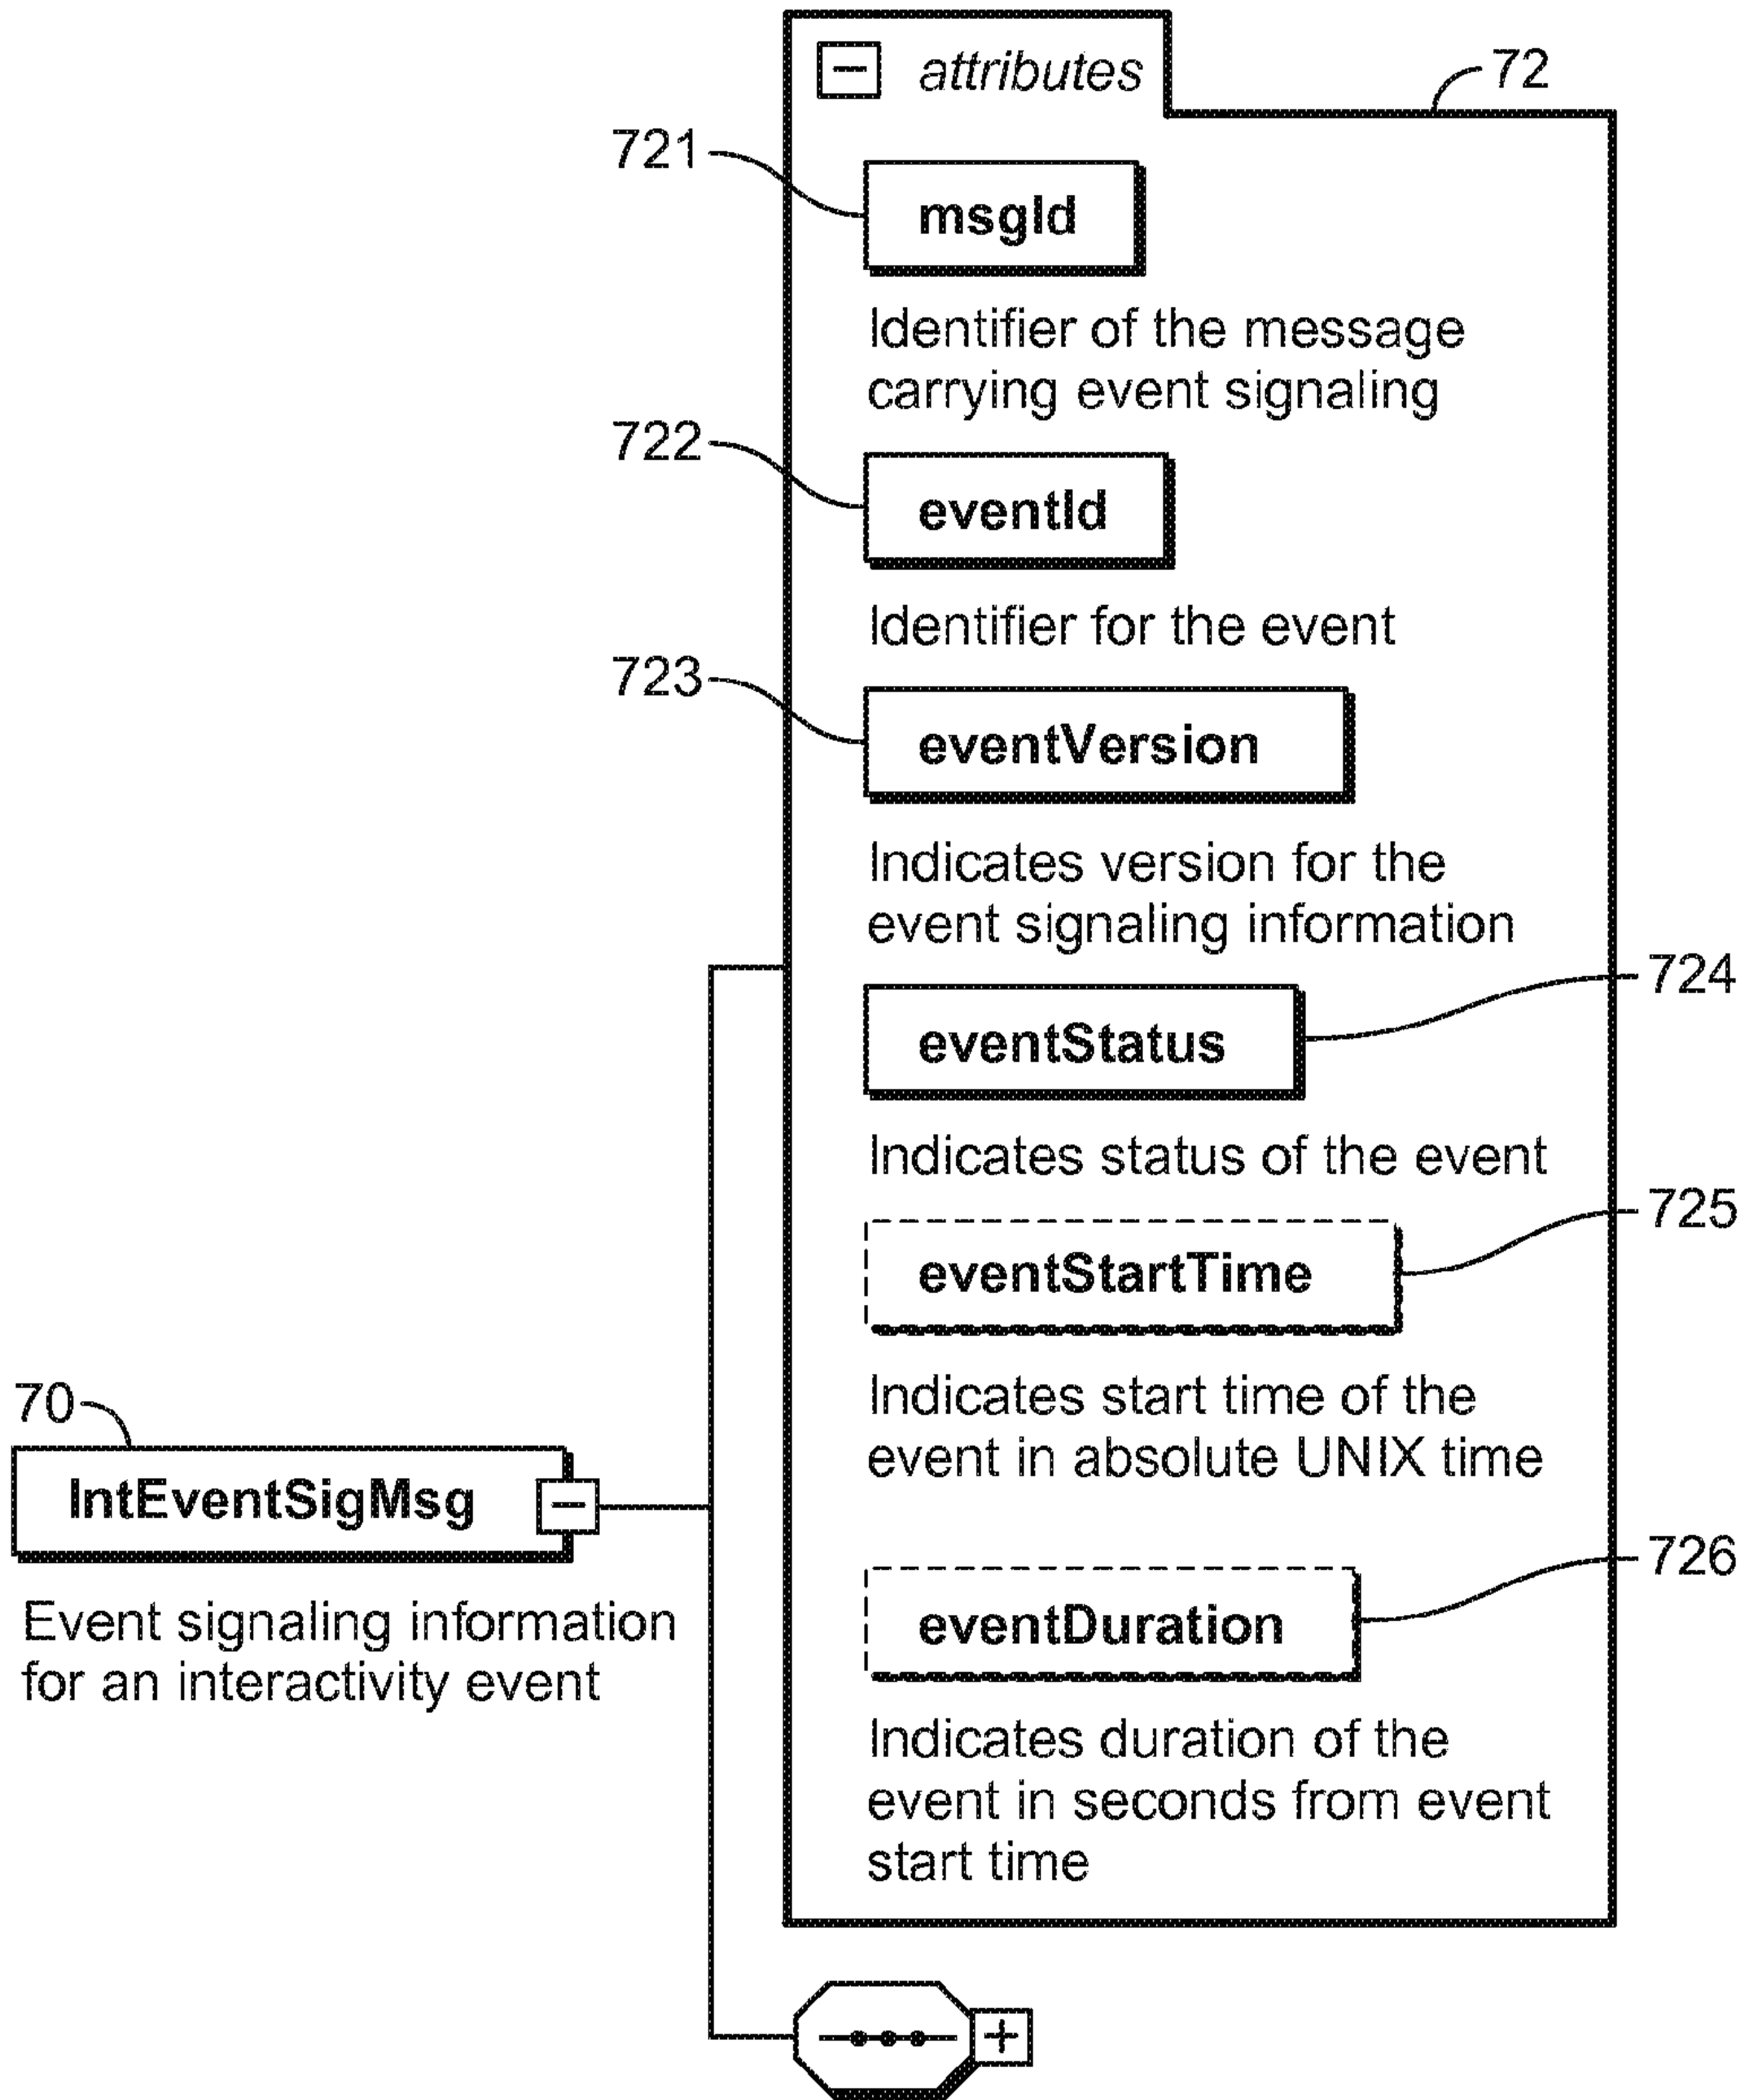 attributes
72
721
msgId
Identifier of the message
carrying event signaling
722
eventId
Identifier for the event
723
eventVersion
Indicates version for the
event signaling information
724
eventStatus
Indicates status of the event
725
eventStartTime
Indicates start time of the
event in absolute UNIX time
70
IntEventSigMsg
Event signaling information
for an interactivity event
726
eventDuration
Indicates duration of the
event in seconds from event
start time